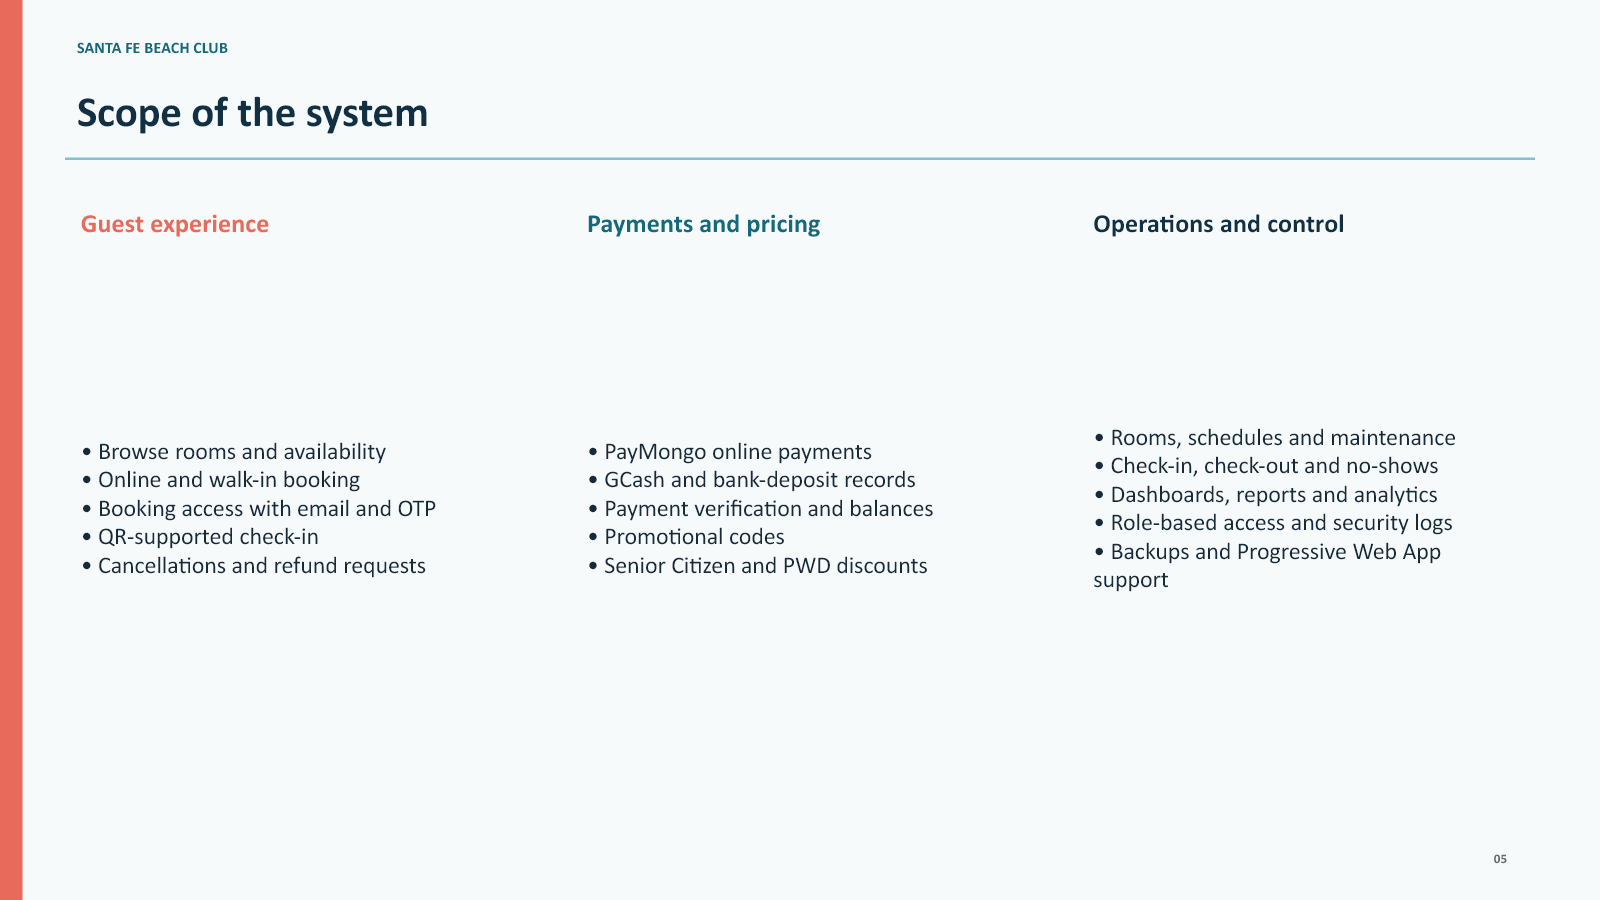 SANTA FE BEACH CLUB
Scope of the system
Guest experience
• Browse rooms and availability
• Online and walk-in booking
• Booking access with email and OTP
• QR-supported check-in
• Cancellations and refund requests
Payments and pricing
• PayMongo online payments
• GCash and bank-deposit records
• Payment verification and balances
• Promotional codes
• Senior Citizen and PWD discounts
Operations and control
• Rooms, schedules and maintenance
• Check-in, check-out and no-shows
• Dashboards, reports and analytics
• Role-based access and security logs
• Backups and Progressive Web App
support
05